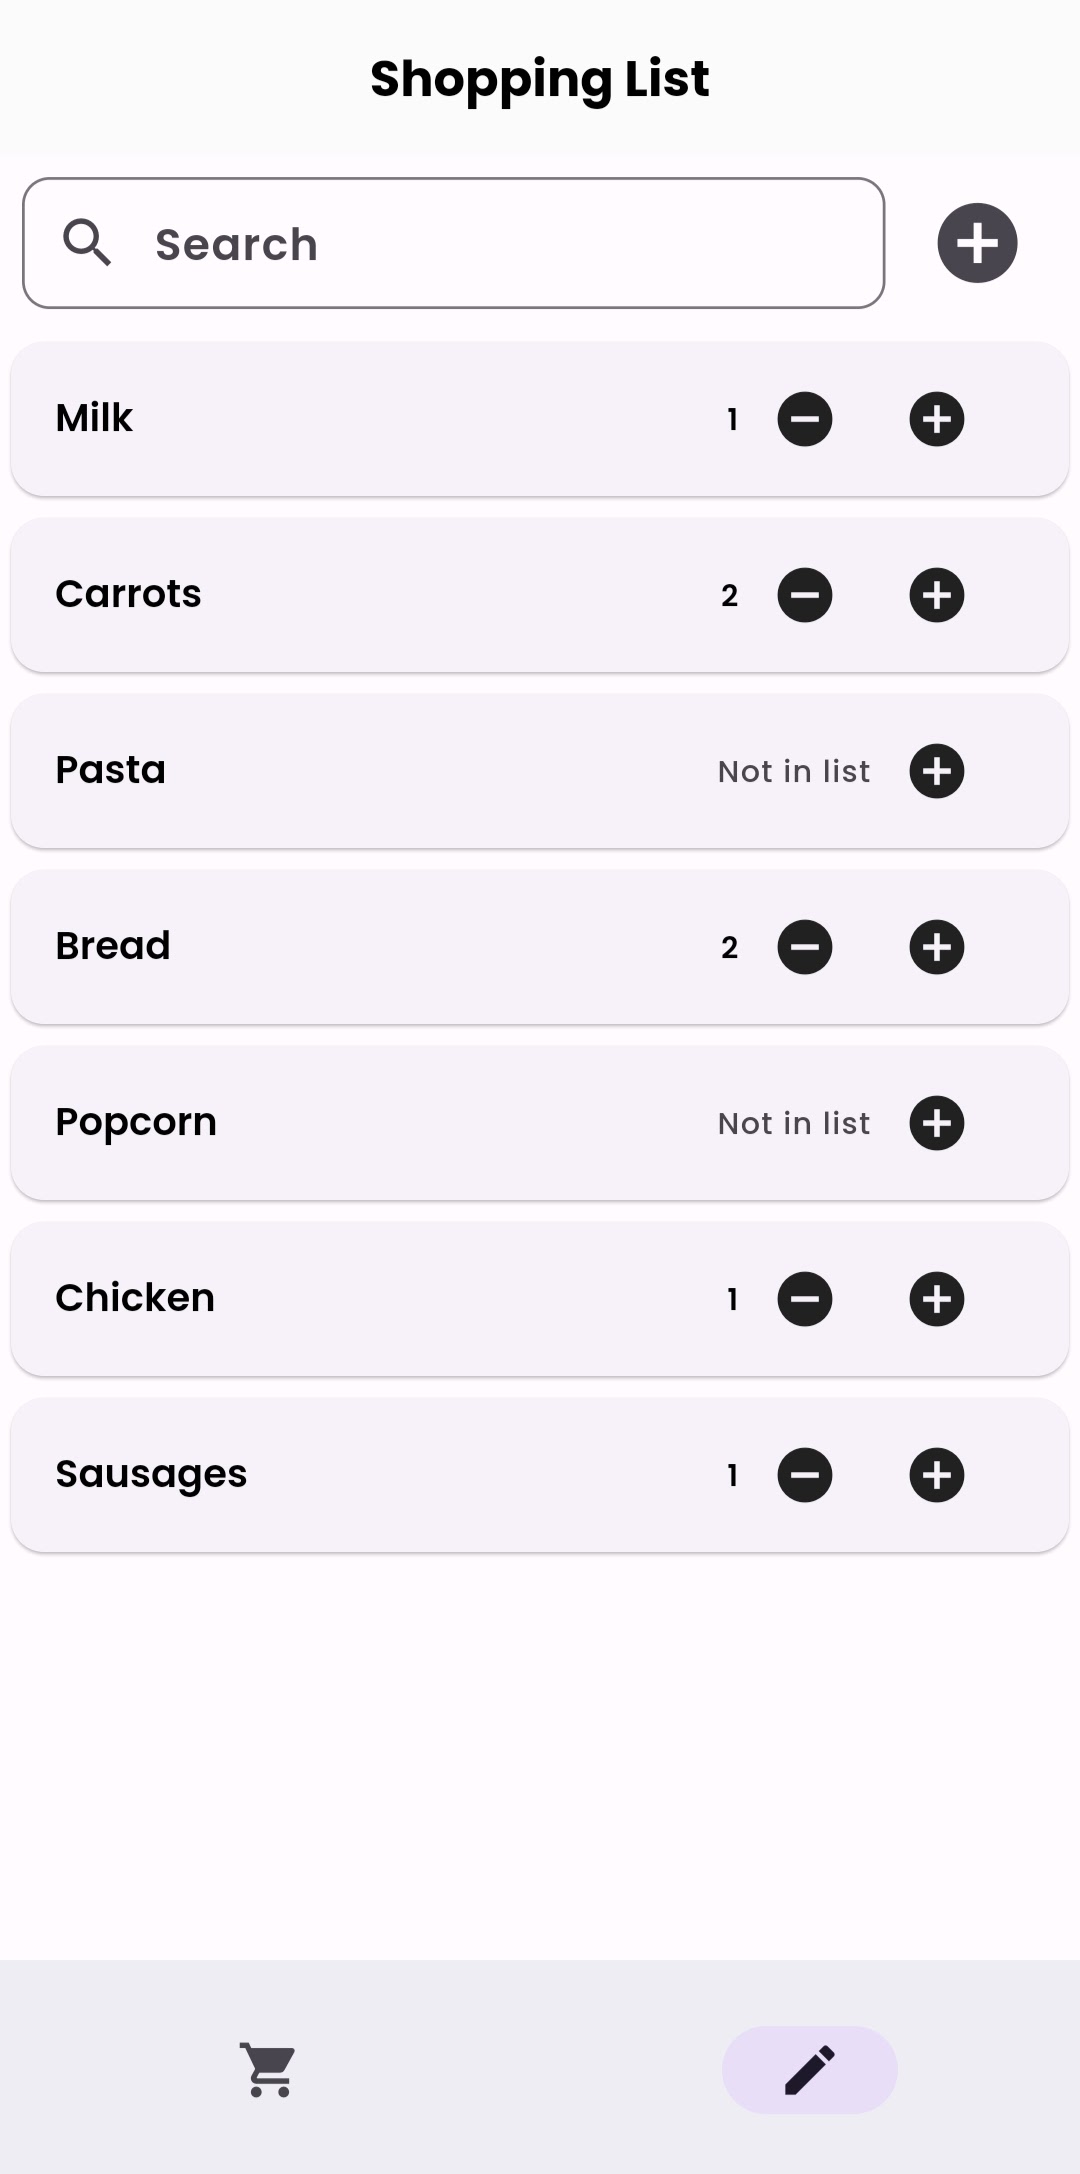 Shopping List
Search
Milk 1
Carrots 2
Pasta Not in list
Bread 2
Popcorn Not in list
Chicken 1
Sausages 1